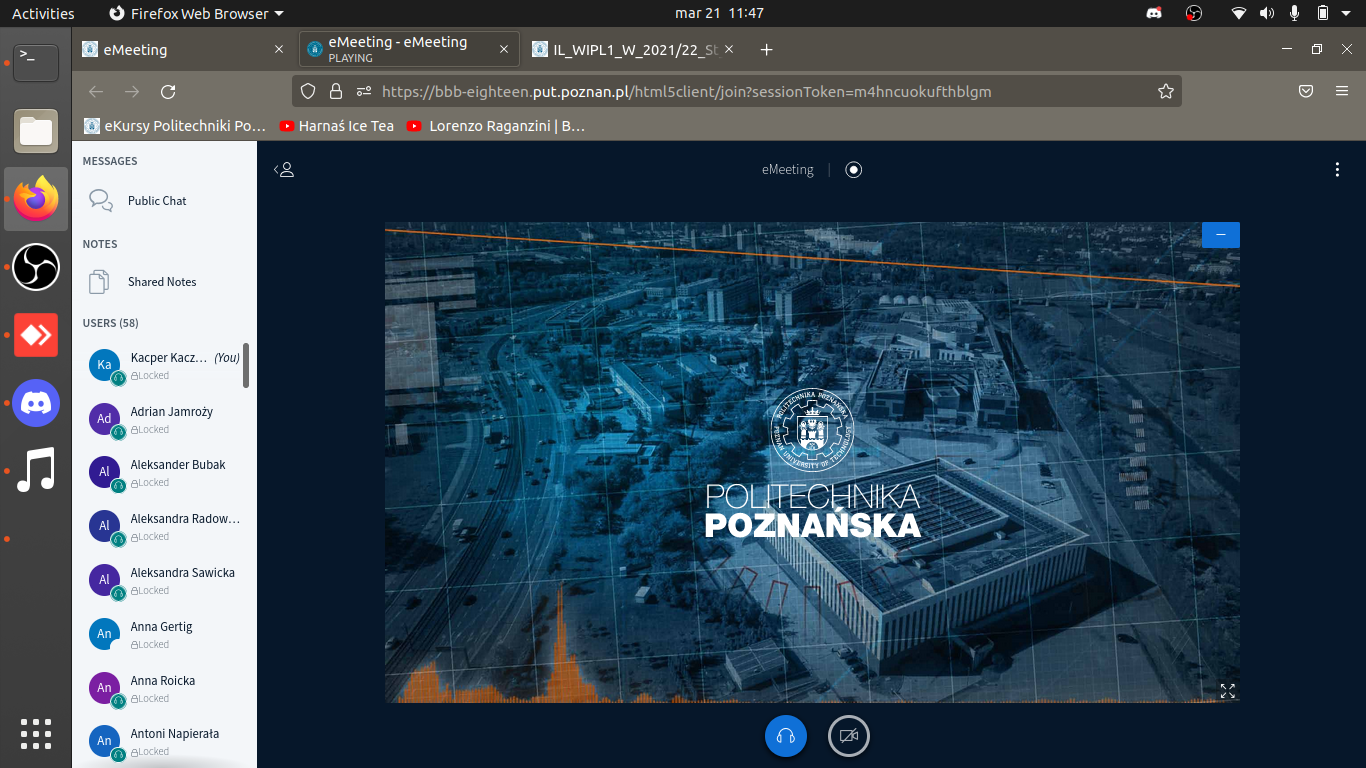 Activities Firefox Web Browser mar 21 11:47
eMeeting
eMeeting - eMeeting
PLAYING
IL_WIPL1_W_2021/22_St
https://bbb-eighteen.put.poznan.pl/html5client/join?sessionToken=m4hncuokufthblgm
eKursy Politechniki Po… Harnaś Ice Tea Lorenzo Raganzini | B…
MESSAGES
Public Chat
NOTES
Shared Notes
USERS (58)
Ka
Kacper Kacz… (You)
Locked
Ad
Adrian Jamroży
Locked
Al
Aleksander Bubak
Locked
Al
Aleksandra Radow…
Locked
Al
Aleksandra Sawicka
Locked
An
Anna Gertig
Locked
An
Anna Roicka
Locked
An
Antoni Napierała
Locked
eMeeting
POLITECHNIKA POZNAŃSKA
POZNAN UNIVERSITY OF TECHNOLOGY
POLITECHNIKA
POZNAŃSKA